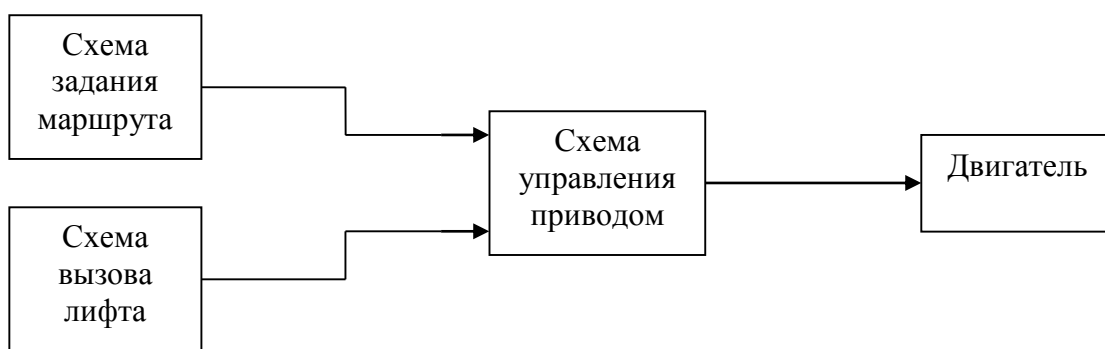 Схема
задания
маршрута
Схема
вызова
лифта
Схема
управления
приводом
Двигатель